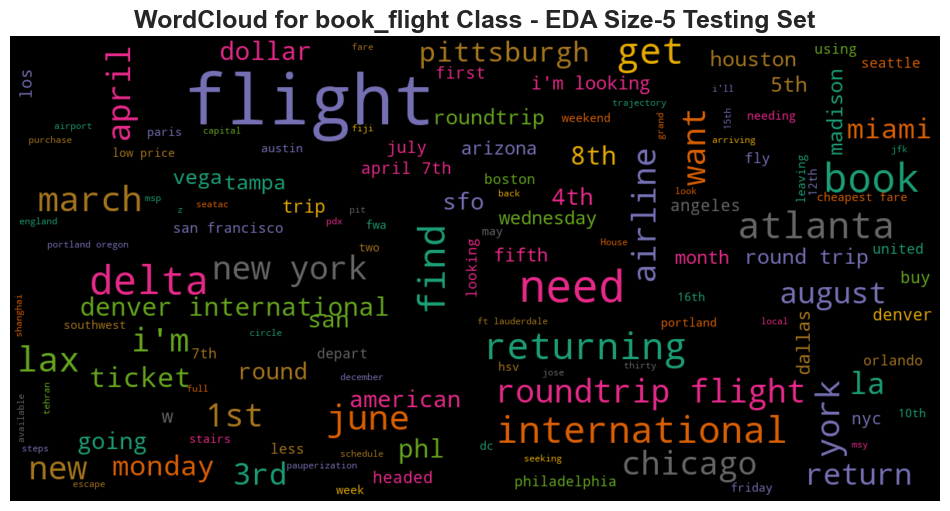 WordCloud for book_flight Class - EDA Size-5 Testing Set
los
april
dollar
fare
flight
pittsburgh
get
houston
using
seattle
first
i'm looking
i'll
5th
madison
trajectory
airport
purchase
paris
capital
fiji
roundtrip
weekend
grand
want
15th
needing
miami
low price
austin
july
arizona
8th
arriving
jfk
april 7th
airline
fly
vega
tampa
boston
look
leaving
12th
book
march
msp
seatac
trip
back
4th
cheapest fare
z
pdx
pit
sfo
wednesday
angeles
atlanta
england
san francisco
fwa
may
portland oregon
two
find
looking
fifth
House
month
round trip
united
delta
new york
need
16th
august
buy
denver international
san
shanghai
southwest
circle
ft lauderdale
portland
local
dallas
denver
i'm
returning
lax
7th
depart
hsv
jose
thirty
orlando
ticket
round
december
full
roundtrip flight
la
tehran
american
york
nyc
10th
available
w
1st
june
international
steps
going
stairs
less
schedule
phl
dc
msy
new
monday
3rd
pauperization
headed
seeking
chicago
return
escape
week
philadelphia
friday